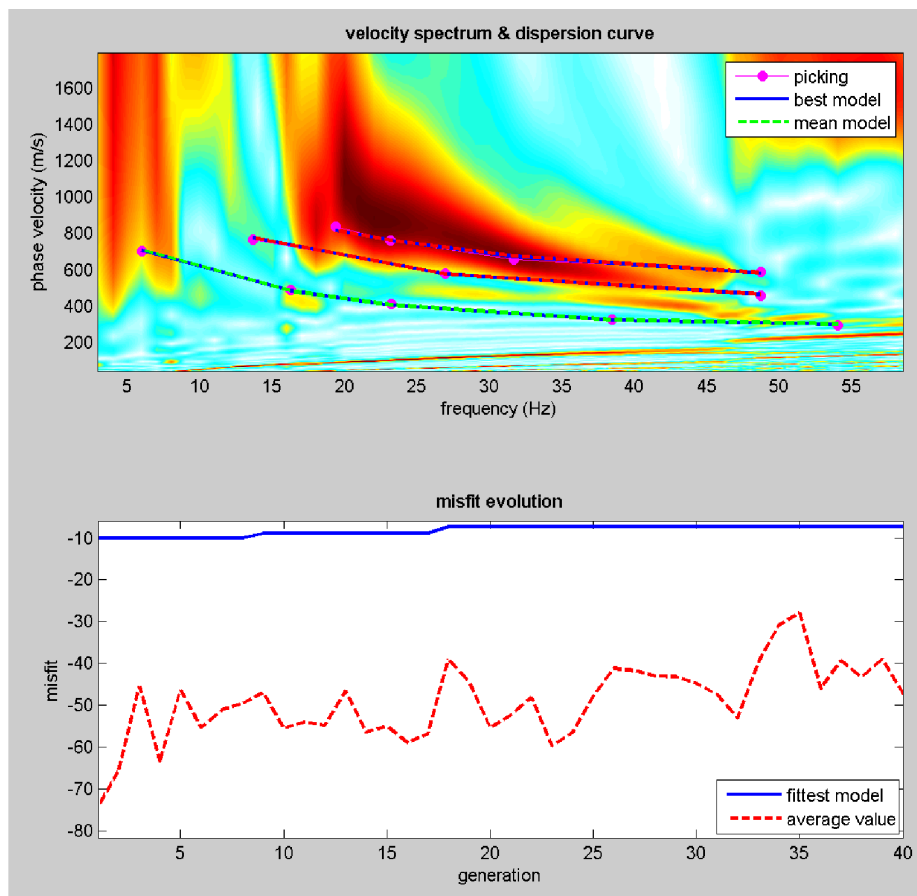 velocity spectrum & dispersion curve
phase velocity (m/s)
1600
1400
1200
1000
800
600
400
200
picking
best model
mean model
5 10 15 20 25 30 35 40 45 50 55
frequency (Hz)
misfit evolution
misfit
-10
-20
-30
-40
-50
-60
-70
-80
fittest model
average value
5 10 15 20 25 30 35 40
generation